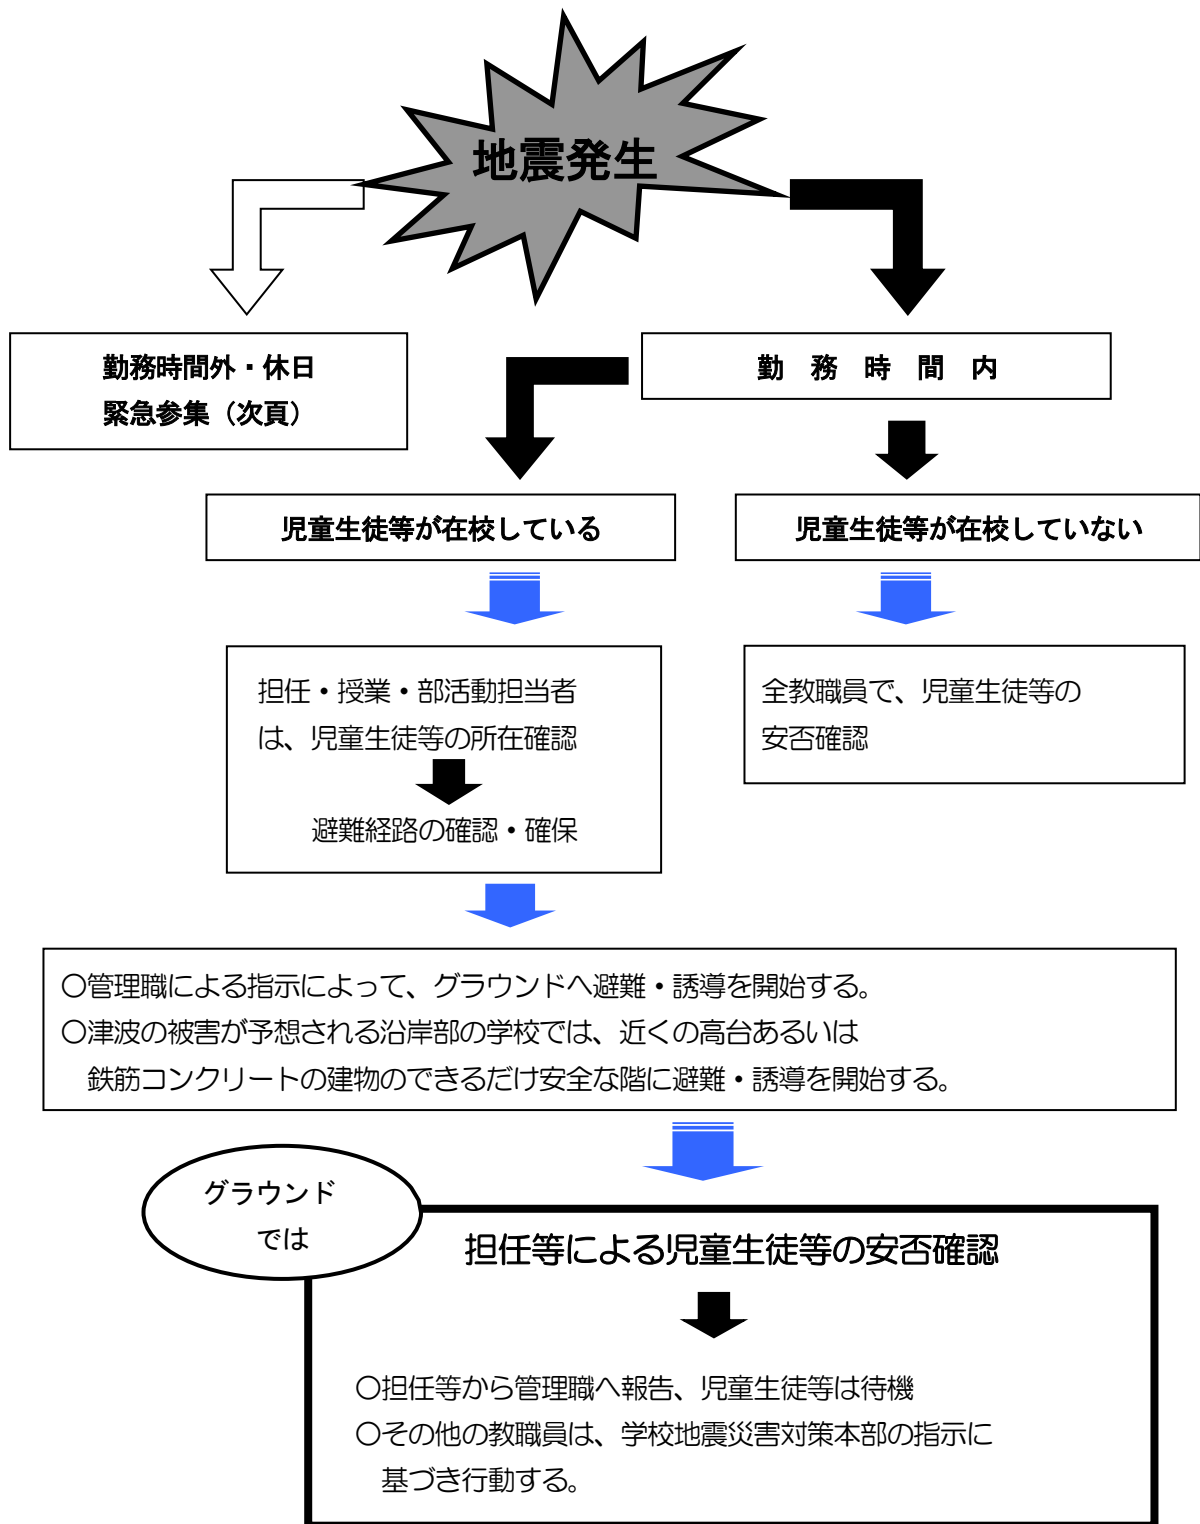 地震発生
勤務時間外・休日
緊急参集（次頁）
勤　務　時　間　内
児童生徒等が在校している
児童生徒等が在校していない
担任・授業・部活動担当者
は、児童生徒等の所在確認
避難経路の確認・確保
全教職員で、児童生徒等の
安否確認
〇管理職による指示によって、グラウンドへ避難・誘導を開始する。
〇津波の被害が予想される沿岸部の学校では、近くの高台あるいは
鉄筋コンクリートの建物のできるだけ安全な階に避難・誘導を開始する。
グラウンド
では
担任等による児童生徒等の安否確認
〇担任等から管理職へ報告、児童生徒等は待機
〇その他の教職員は、学校地震災害対策本部の指示に
基づき行動する。